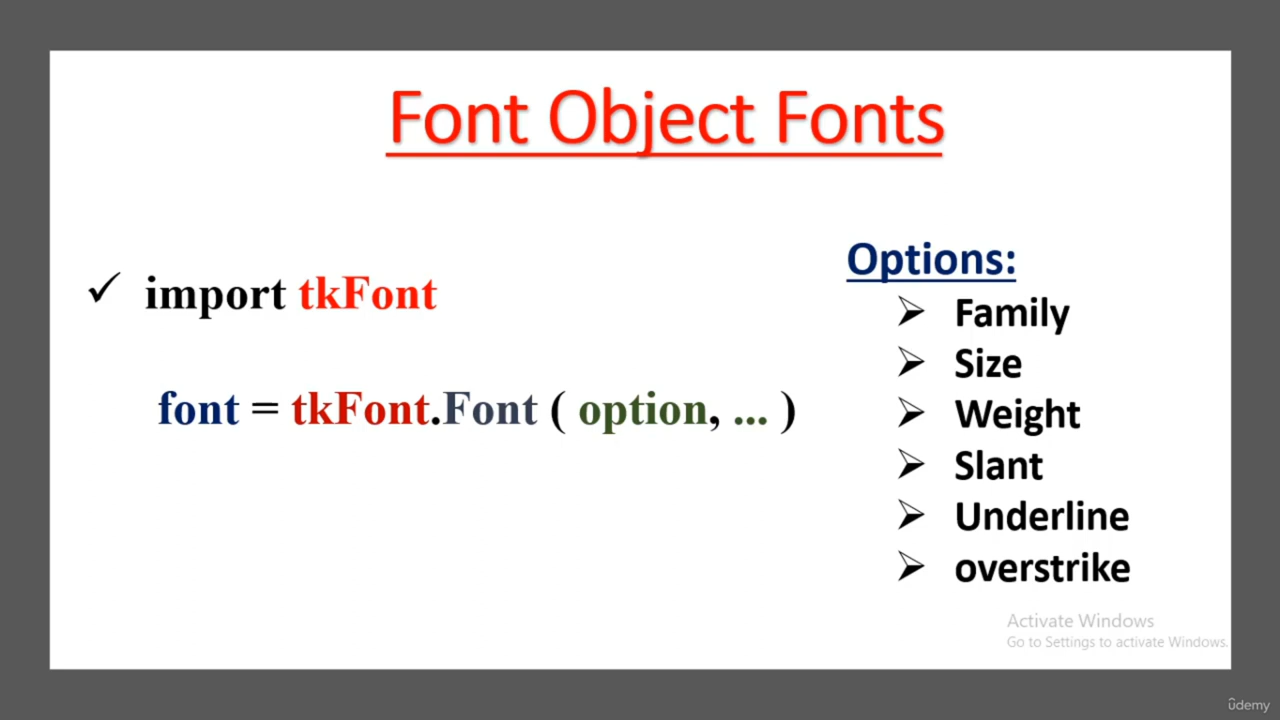 Font Object Fonts
✓ import tkFont
font = tkFont.Font ( option, ... )
Options:
➢ Family
➢ Size
➢ Weight
➢ Slant
➢ Underline
➢ overstrike
Activate Windows
Go to Settings to activate Windows.
ûdemy